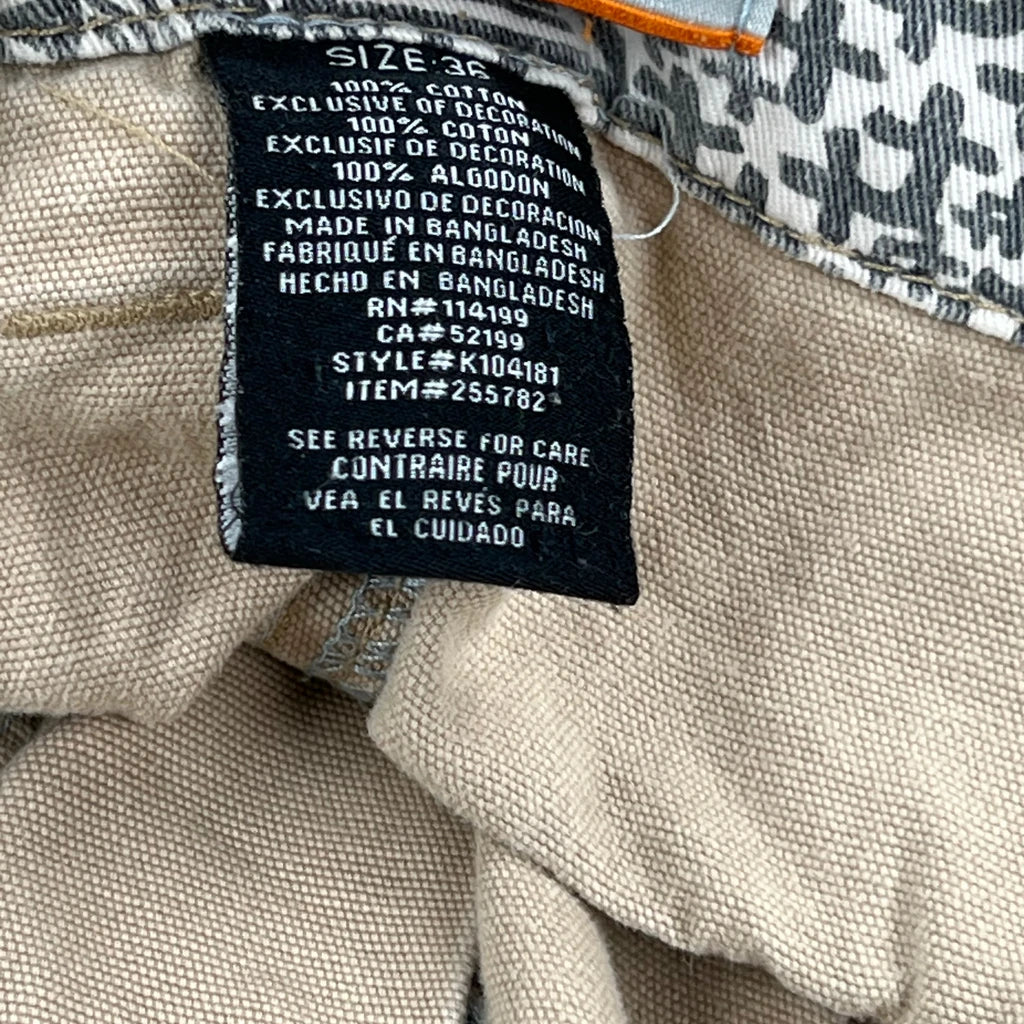 SIZE·36
100% COTTON
EXCLUSIVE OF DECORATION
100% COTON
EXCLUSIF DE DECORATION
100% ALGODON
EXCLUSIVO DE DECORACION
MADE IN BANGLADESH
FABRIQUÉ EN BANGLADESH
HECHO EN BANGLADESH
RN#114199
CA#52199
STYLE#K104181
ITEM#255782
SEE REVERSE FOR CARE
CONTRAIRE POUR
VEA EL REVÉS PARA
EL CUIDADO